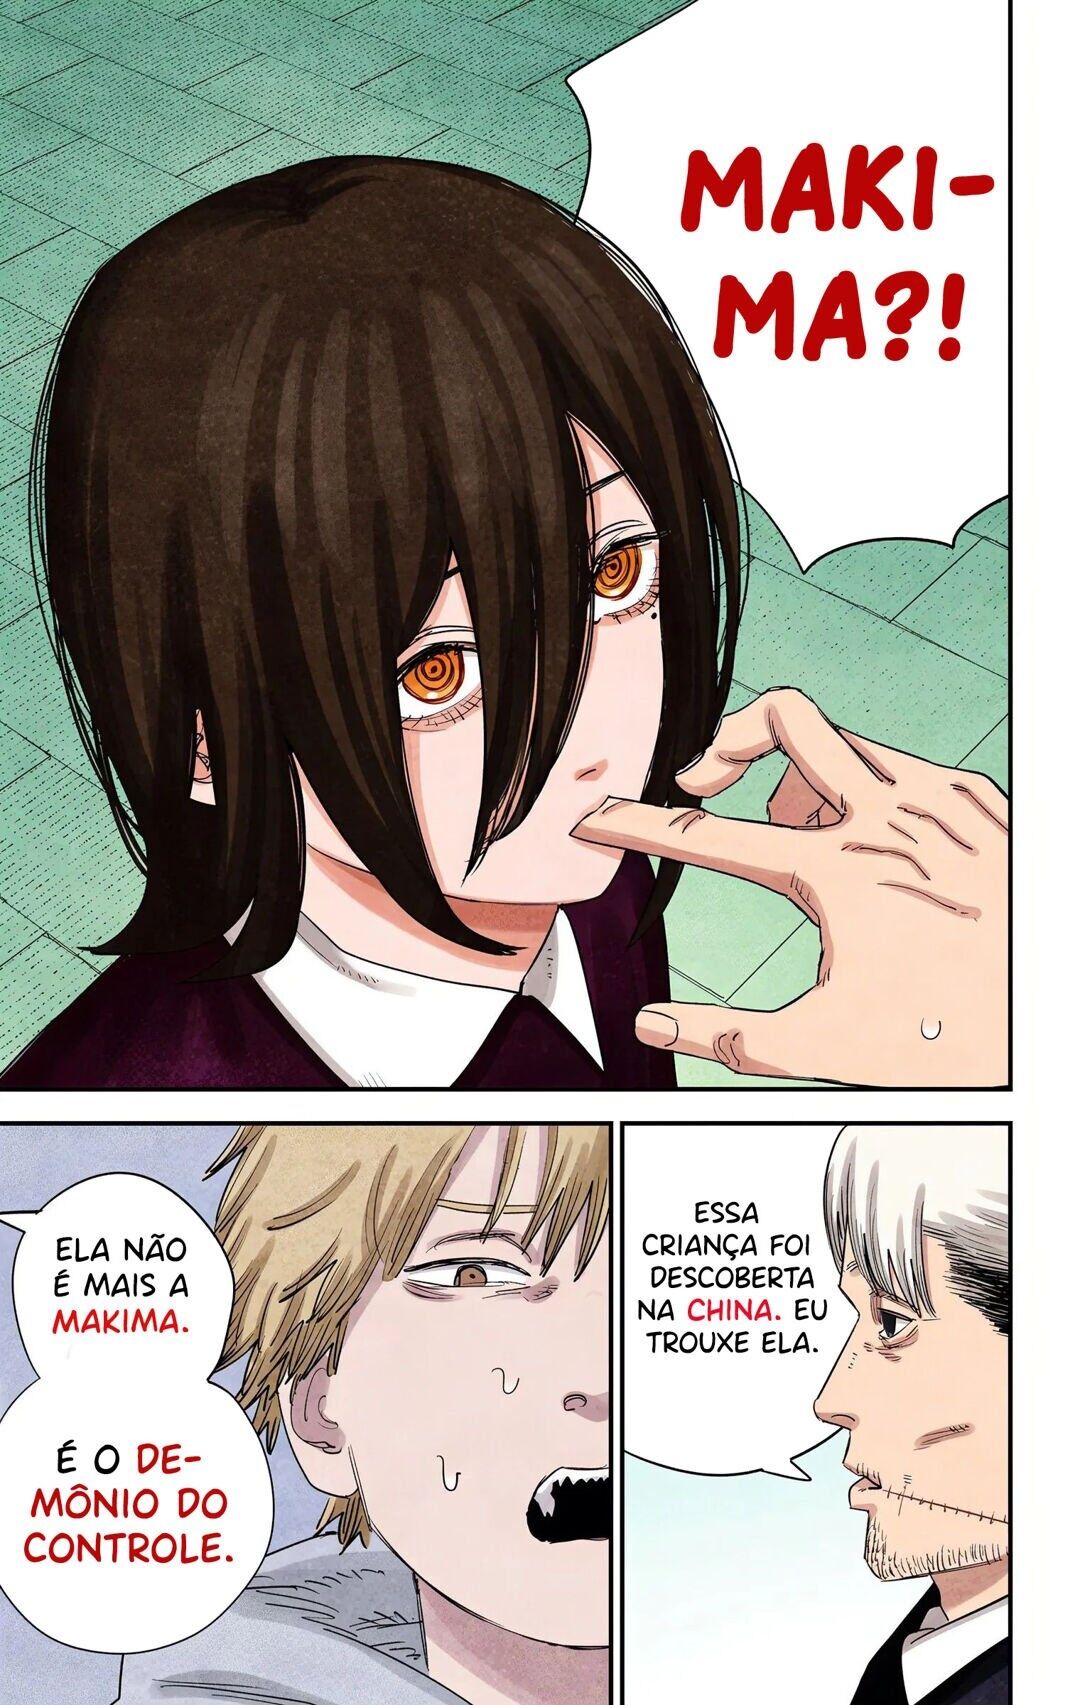 MAKI-
MA?!
ESSA
CRIANÇA FOI
DESCOBERTA
NA CHINA. EU
TROUXE ELA.
ELA NÃO
É MAIS A
MAKIMA.
É O DE-
MÔNIO DO
CONTROLE.